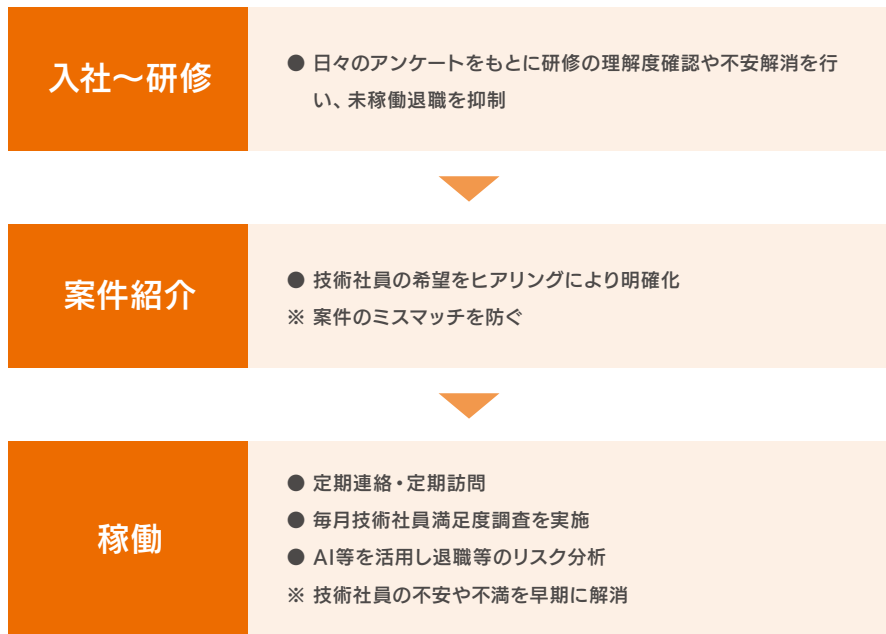 入社～研修
● 日々のアンケートをもとに研修の理解度確認や不安解消を行
い、未稼働退職を抑制
案件紹介
● 技術社員の希望をヒアリングにより明確化
※ 案件のミスマッチを防ぐ
稼働
● 定期連絡・定期訪問
● 毎月技術社員満足度調査を実施
● AI等を活用し退職等のリスク分析
※ 技術社員の不安や不満を早期に解消